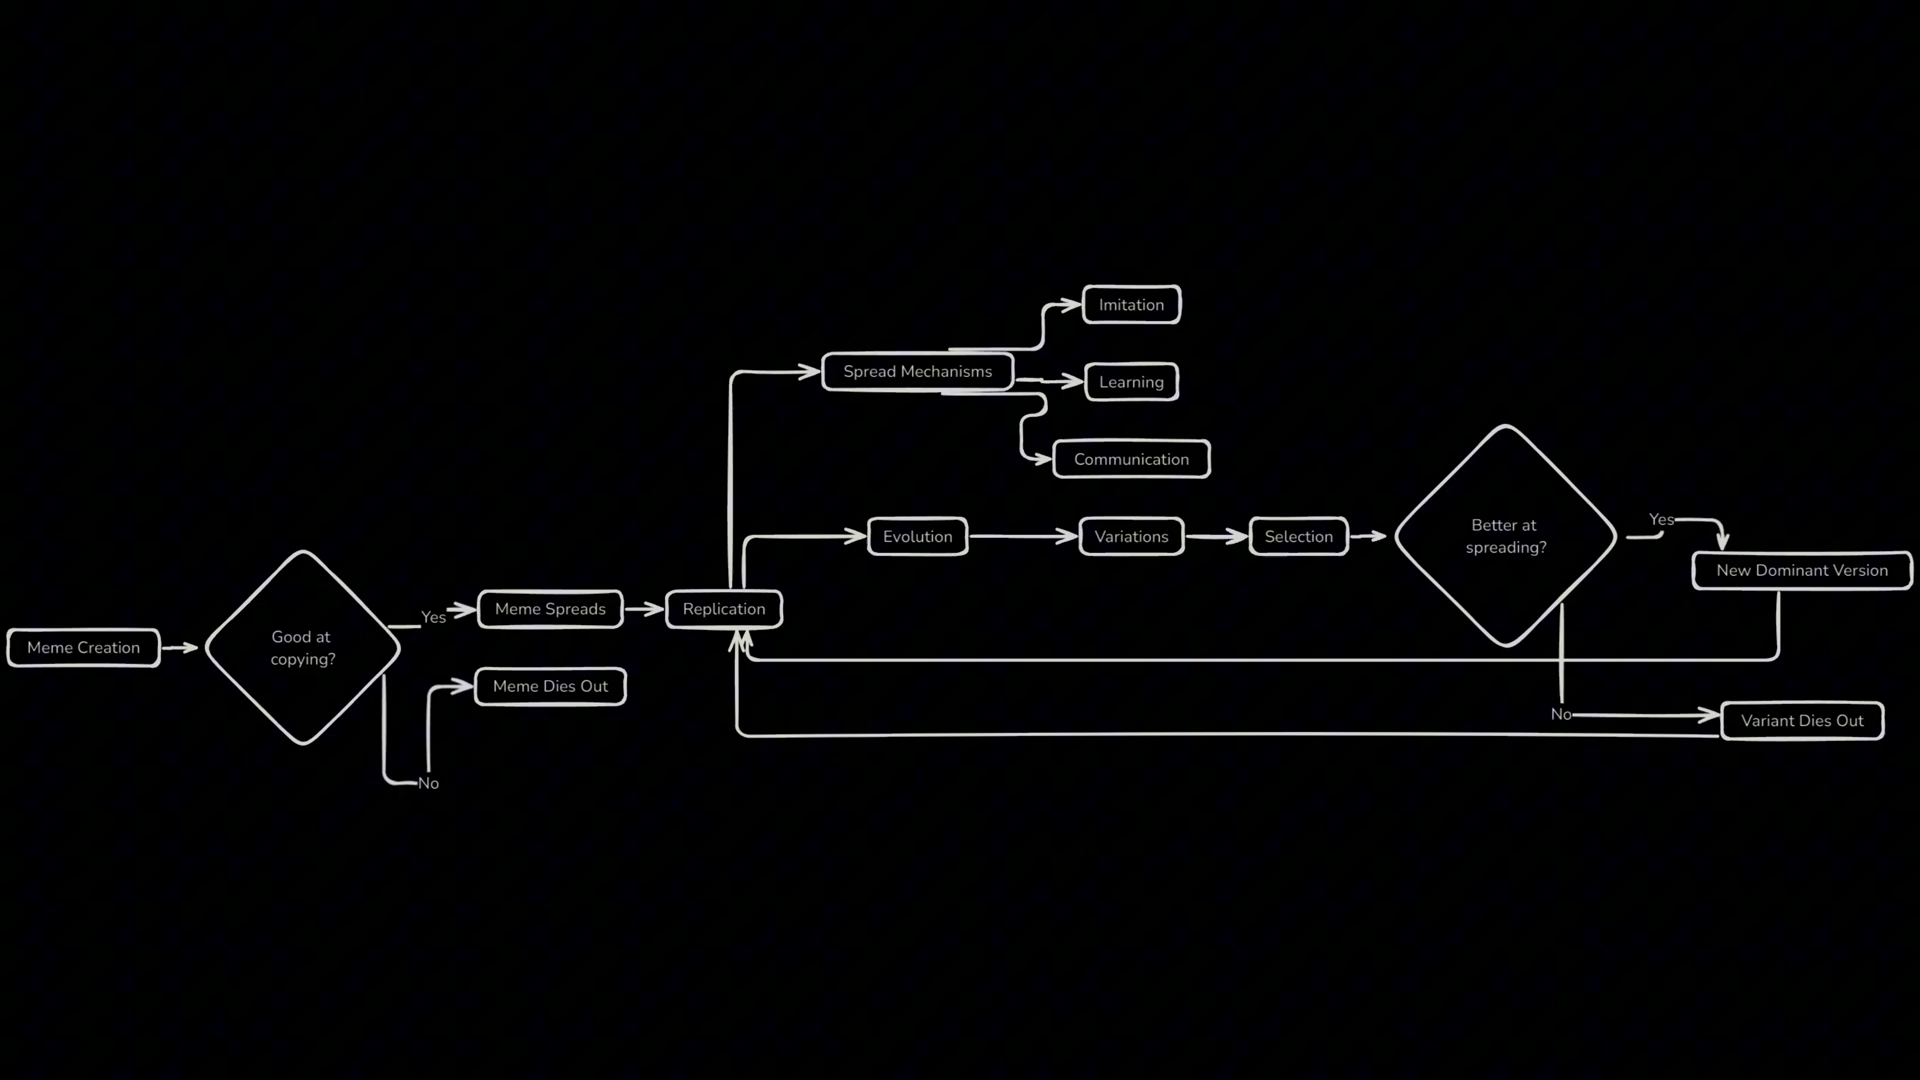 Imitation
Spread Mechanisms
Learning
Communication
Better at
spreading?
Yes
Evolution
Variations
Selection
New Dominant Version
Meme Creation
Good at
copying?
Yes
Meme Spreads
Replication
Meme Dies Out
No
No
Variant Dies Out